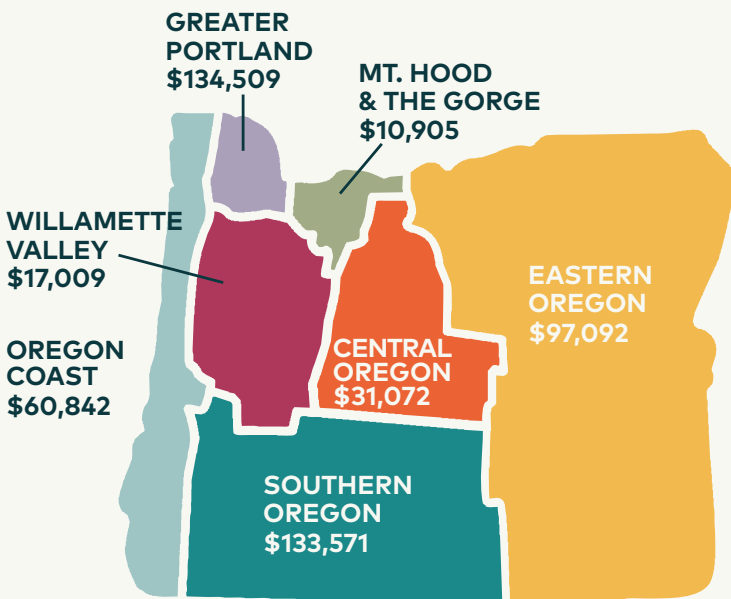 GREATER
PORTLAND
$134,509
MT. HOOD
& THE GORGE
$10,905
WILLAMETTE
VALLEY
$17,009
EASTERN
OREGON
$97,092
OREGON
COAST
$60,842
CENTRAL
OREGON
$31,072
SOUTHERN
OREGON
$133,571